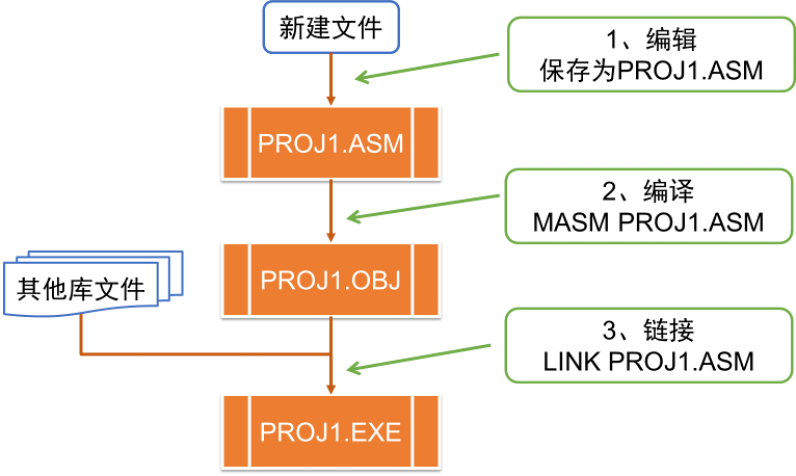 新建文件
1、编辑
保存为PROJ1.ASM
PROJ1.ASM
2、编译
MASM PROJ1.ASM
PROJ1.OBJ
其他库文件
3、链接
LINK PROJ1.ASM
PROJ1.EXE